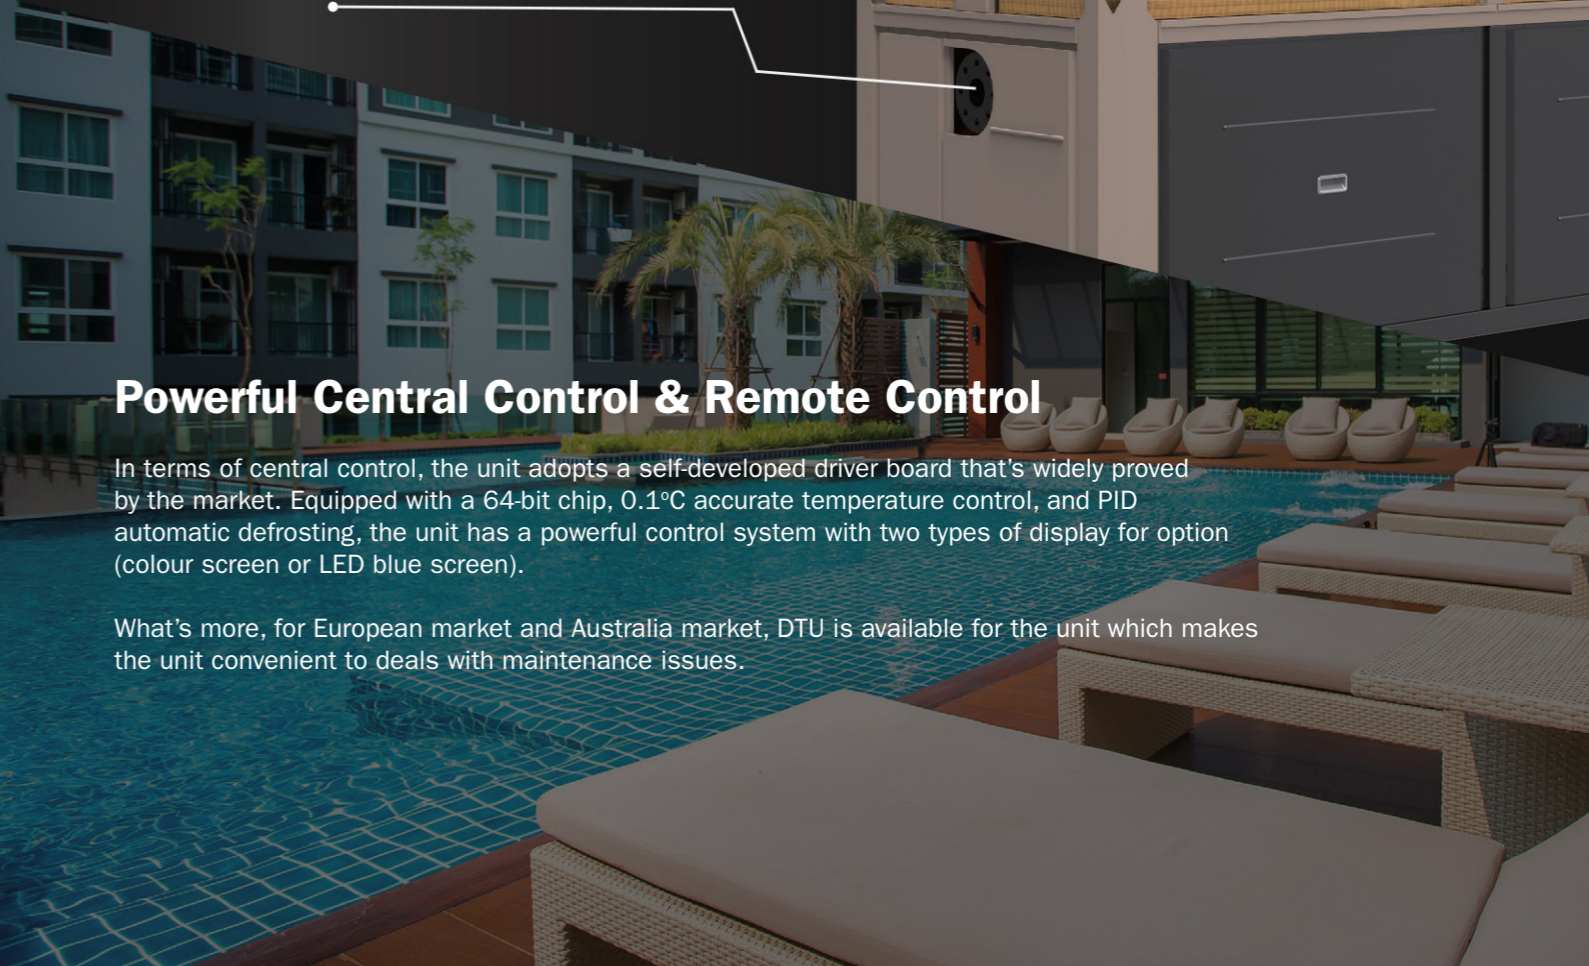 Powerful Central Control & Remote Control
In terms of central control, the unit adopts a self-developed driver board that's widely proved
by the market. Equipped with a 64-bit chip, 0.1ºC accurate temperature control, and PID
automatic defrosting, the unit has a powerful control system with two types of display for option
(colour screen or LED blue screen).
What's more, for European market and Australia market, DTU is available for the unit which makes
the unit convenient to deals with maintenance issues.